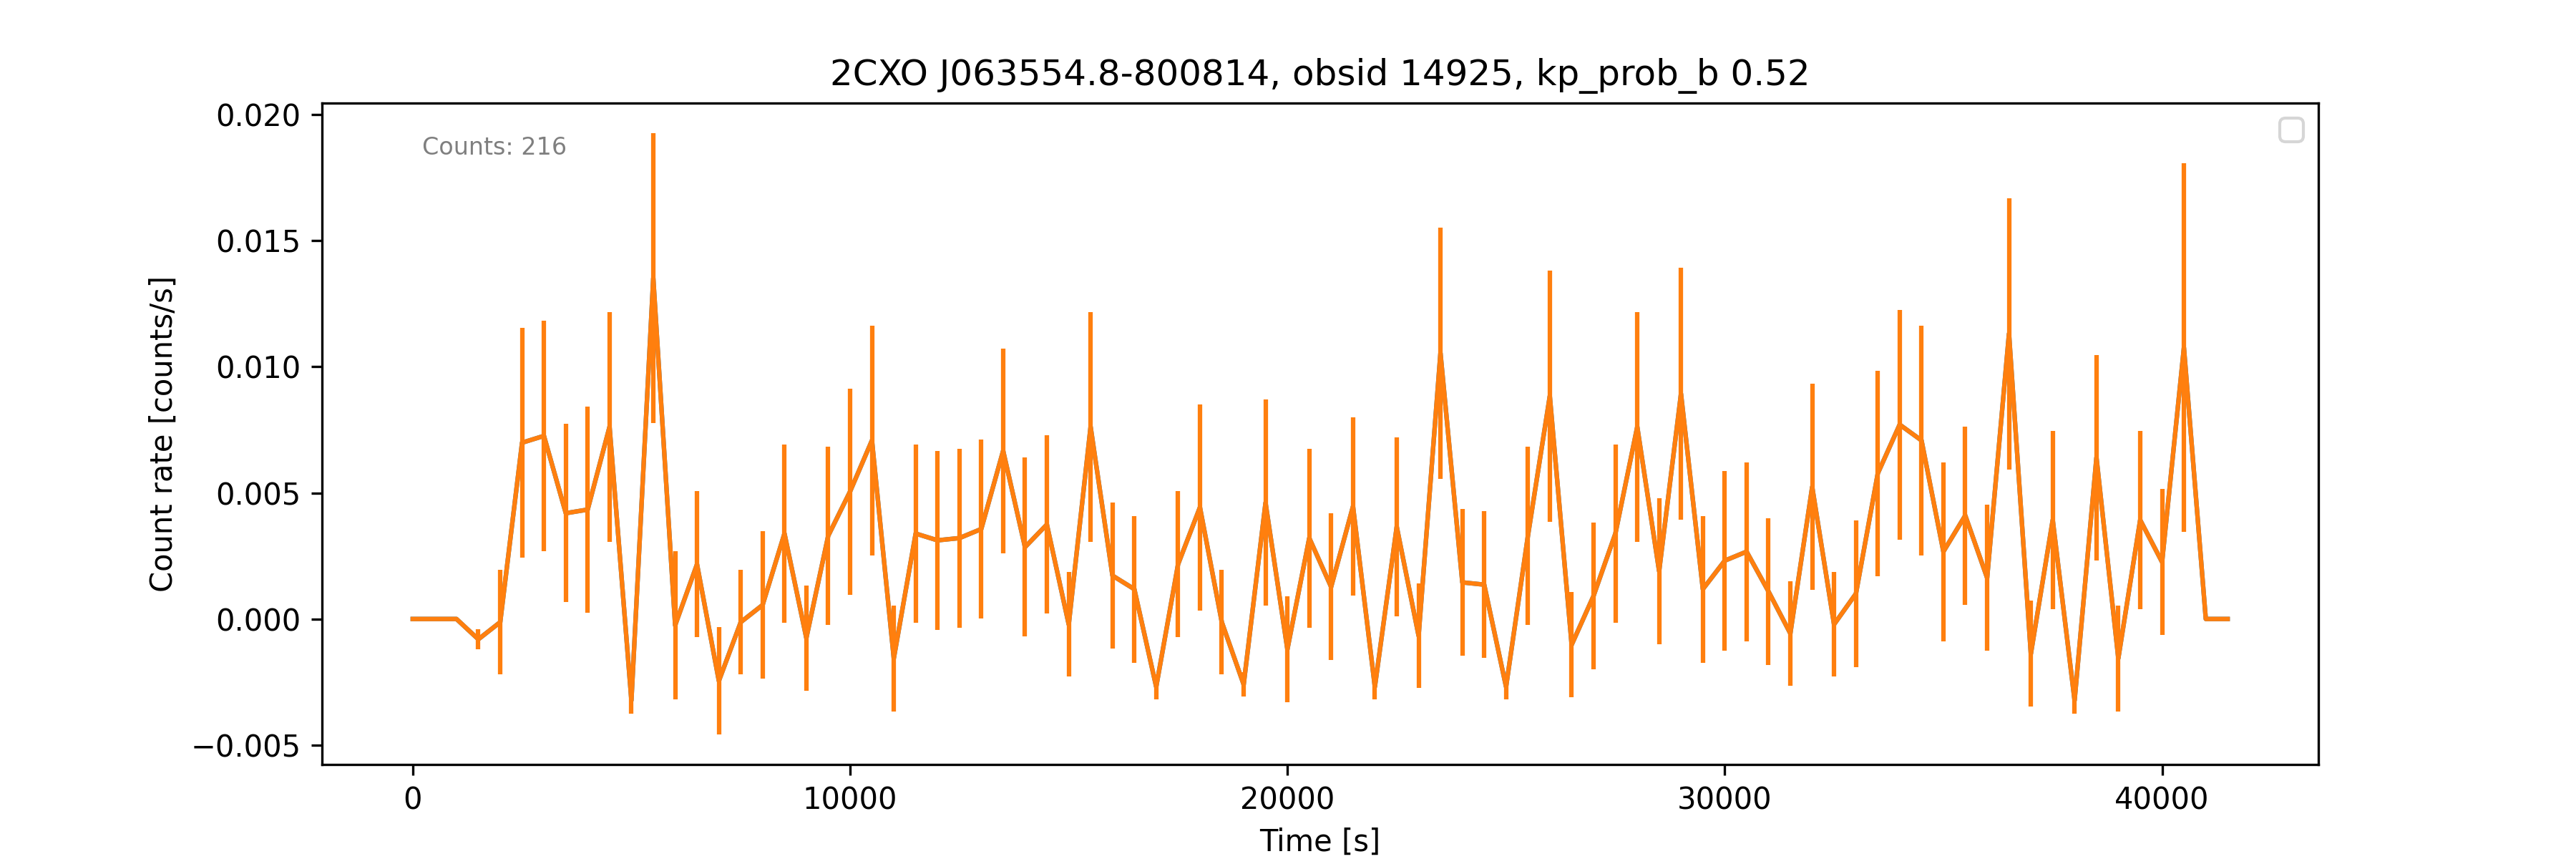 2CXO J063554.8-800814, obsid 14925, kp_prob_b 0.52
Counts: 216
Count rate [counts/s]
0.020
0.015
0.010
0.005
0.000
−0.005
0 10000 20000 30000 40000
Time [s]